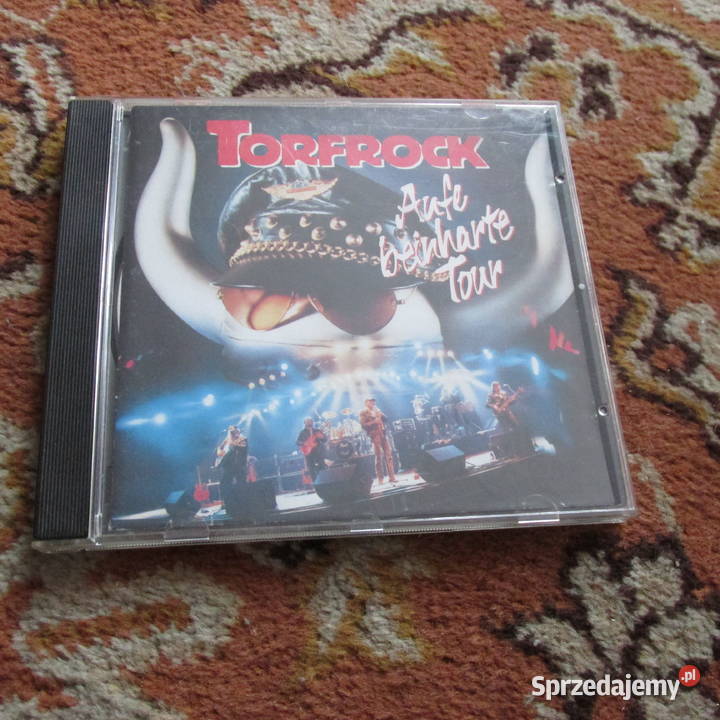 TORFROCK
Aufe
beinharte
Tour
Sprzedajemy.pl